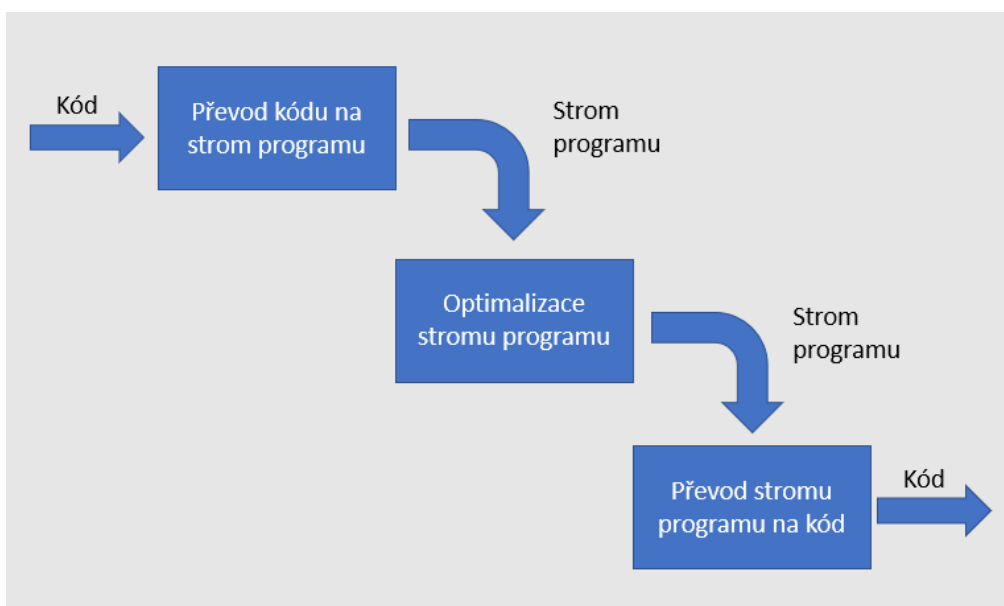 Kód
Převod kódu na
strom programu
Strom
programu
Optimalizace
stromu programu
Strom
programu
Převod stromu
programu na kód
Kód